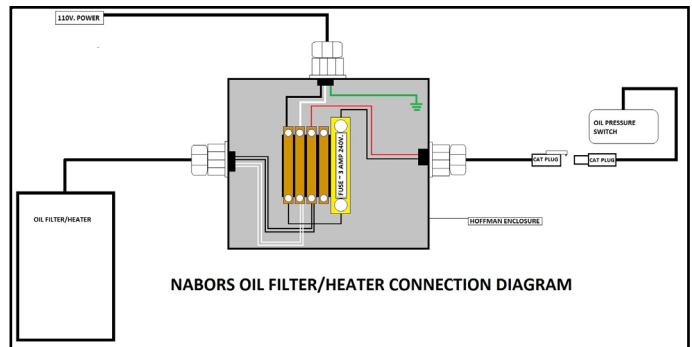 110V. POWER
OIL PRESSURE
SWITCH
CAT PLUG
CAT PLUG
FUSE ~ 3 AMP 240V.
OIL FILTER/HEATER
HOFFMAN ENCLOSURE
NABORS OIL FILTER/HEATER CONNECTION DIAGRAM